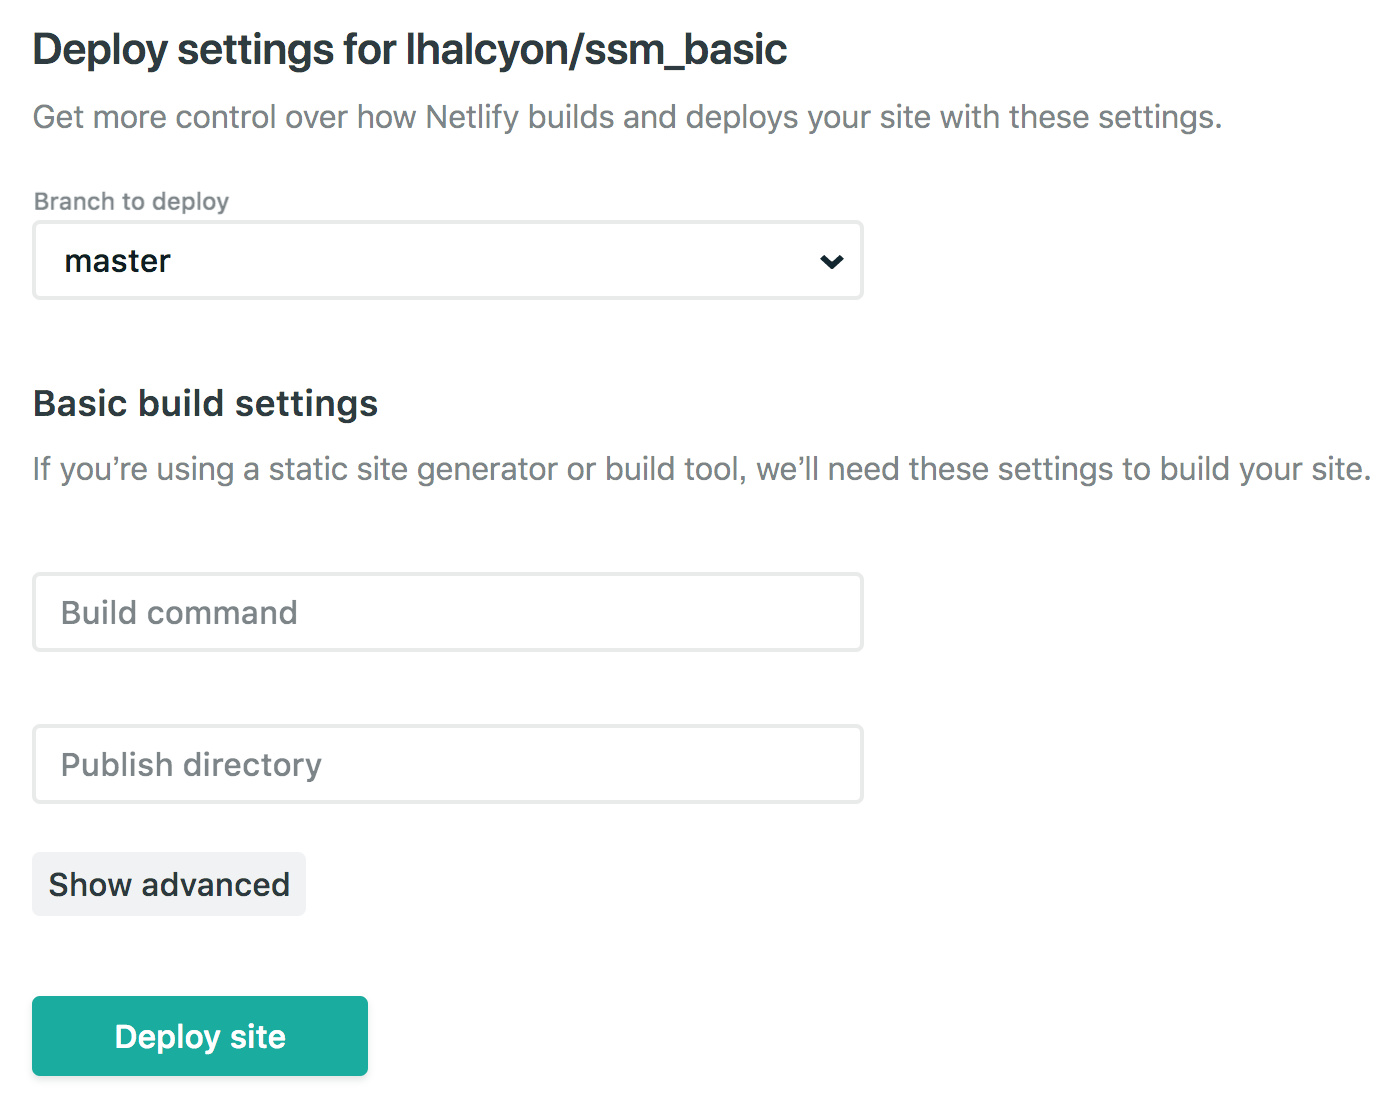 Deploy settings for lhalcyon/ssm_basic
Get more control over how Netlify builds and deploys your site with these settings.
Branch to deploy
master
Basic build settings
If you’re using a static site generator or build tool, we’ll need these settings to build your site.
Build command
Publish directory
Show advanced
Deploy site